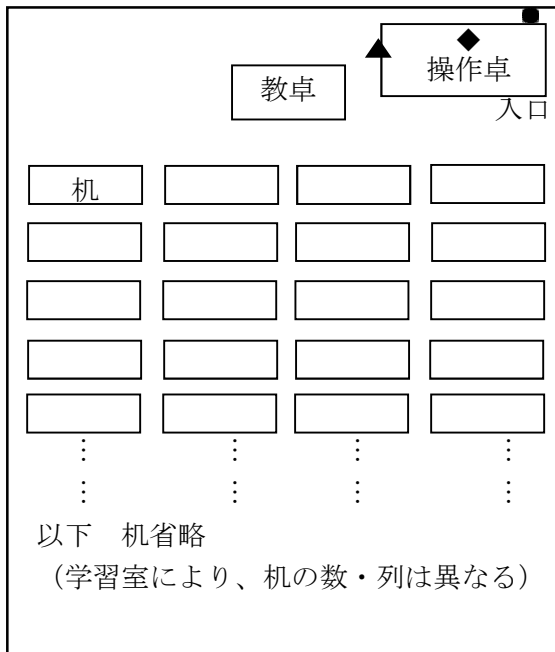 操作卓
教卓
入口
机
以下　机省略
（学習室により、机の数・列は異なる）